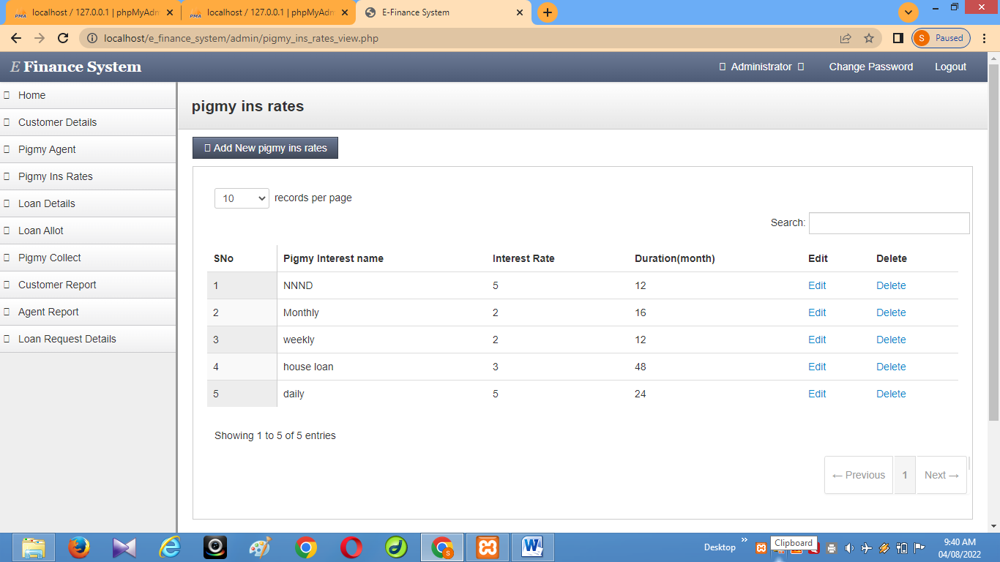 PMA localhost / 127.0.0.1 | phpMyAdm
PMA localhost / 127.0.0.1 | phpMyAdm
E-Finance System
localhost/e_finance_system/admin/pigmy_ins_rates_view.php
S Paused
E Finance System
Administrator Change Password Logout
Home
Customer Details
Pigmy Agent
Pigmy Ins Rates
Loan Details
Loan Allot
Pigmy Collect
Customer Report
Agent Report
Loan Request Details
pigmy ins rates
Add New pigmy ins rates
10 records per page
Search:
SNo Pigmy Interest name Interest Rate Duration(month) Edit Delete
1 NNND 5 12 Edit Delete
2 Monthly 2 16 Edit Delete
3 weekly 2 12 Edit Delete
4 house loan 3 48 Edit Delete
5 daily 5 24 Edit Delete
Showing 1 to 5 of 5 entries
← Previous 1 Next →
Desktop
Clipboard
9:40 AM
04/08/2022